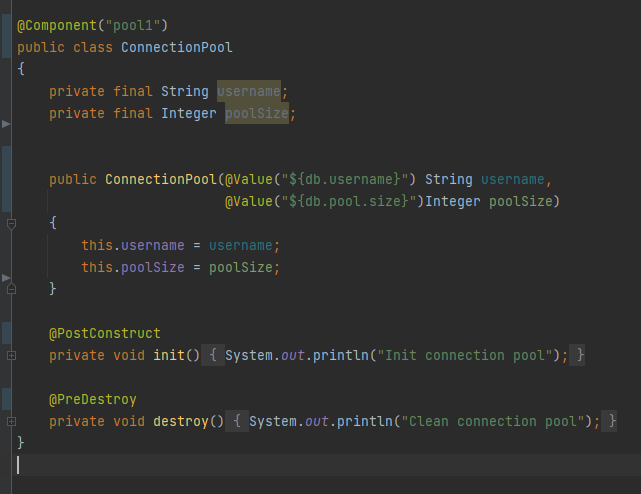 @Component("pool1")
public class ConnectionPool
{
    private final String username;
    private final Integer poolSize;
    public ConnectionPool(@Value("${db.username}") String username,
                          @Value("${db.pool.size}")Integer poolSize)
    {
        this.username = username;
        this.poolSize = poolSize;
    }
    @PostConstruct
    private void init() { System.out.println("Init connection pool"); }
    @PreDestroy
    private void destroy() { System.out.println("Clean connection pool"); }
}